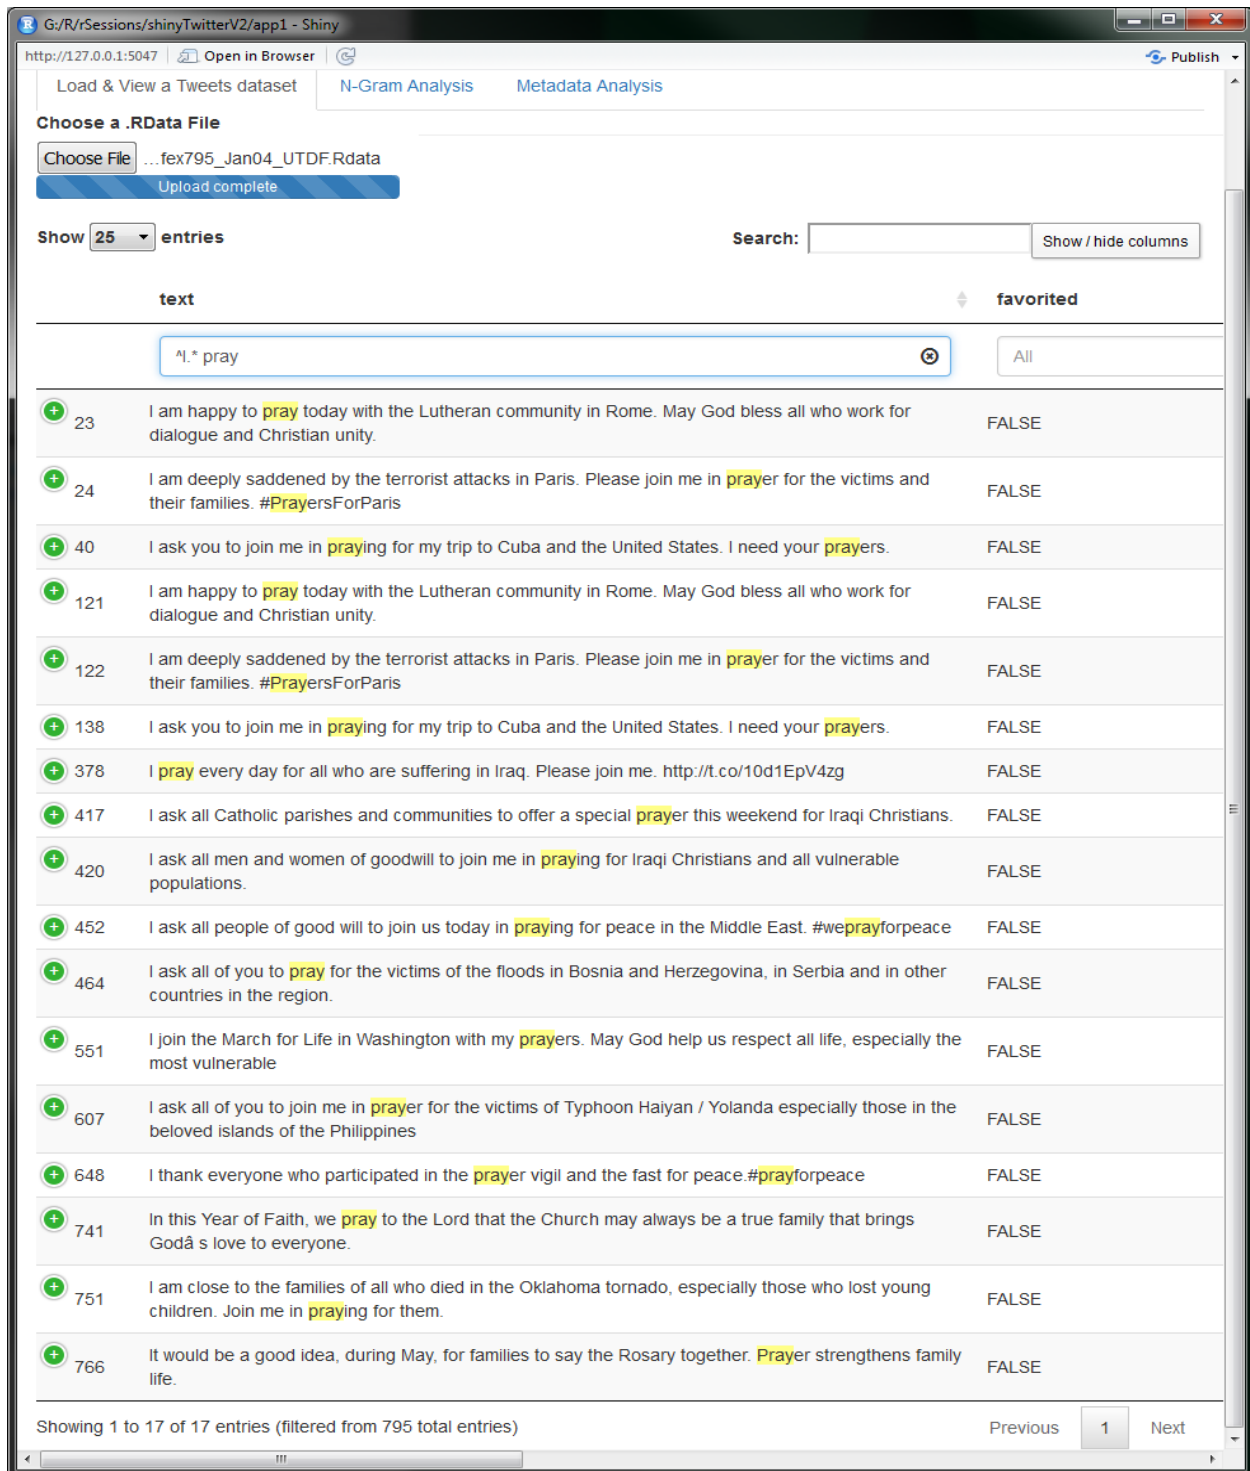 G:/R/rSessions/shinyTwitterV2/app1 - Shiny
http://127.0.0.1:5047 Open in Browser Publish
Load & View a Tweets dataset N-Gram Analysis Metadata Analysis
Choose a .RData File
Choose File ...fex795_Jan04_UTDF.Rdata
Upload complete
Show 25 entries Search: Show / hide columns
text favorited
^I.* pray All
23 I am happy to pray today with the Lutheran community in Rome. May God bless all who work for FALSE
dialogue and Christian unity.
24 I am deeply saddened by the terrorist attacks in Paris. Please join me in prayer for the victims and FALSE
their families. #PrayersForParis
40 I ask you to join me in praying for my trip to Cuba and the United States. I need your prayers. FALSE
121 I am happy to pray today with the Lutheran community in Rome. May God bless all who work for FALSE
dialogue and Christian unity.
122 I am deeply saddened by the terrorist attacks in Paris. Please join me in prayer for the victims and FALSE
their families. #PrayersForParis
138 I ask you to join me in praying for my trip to Cuba and the United States. I need your prayers. FALSE
378 I pray every day for all who are suffering in Iraq. Please join me. http://t.co/10d1EpV4zg FALSE
417 I ask all Catholic parishes and communities to offer a special prayer this weekend for Iraqi Christians. FALSE
420 I ask all men and women of goodwill to join me in praying for Iraqi Christians and all vulnerable FALSE
populations.
452 I ask all people of good will to join us today in praying for peace in the Middle East. #weprayforpeace FALSE
464 I ask all of you to pray for the victims of the floods in Bosnia and Herzegovina, in Serbia and in other FALSE
countries in the region.
551 I join the March for Life in Washington with my prayers. May God help us respect all life, especially the FALSE
most vulnerable
607 I ask all of you to join me in prayer for the victims of Typhoon Haiyan / Yolanda especially those in the FALSE
beloved islands of the Philippines
648 I thank everyone who participated in the prayer vigil and the fast for peace.#prayforpeace FALSE
741 In this Year of Faith, we pray to the Lord that the Church may always be a true family that brings FALSE
Godâ s love to everyone.
751 I am close to the families of all who died in the Oklahoma tornado, especially those who lost young FALSE
children. Join me in praying for them.
766 It would be a good idea, during May, for families to say the Rosary together. Prayer strengthens family FALSE
life.
Showing 1 to 17 of 17 entries (filtered from 795 total entries) Previous 1 Next